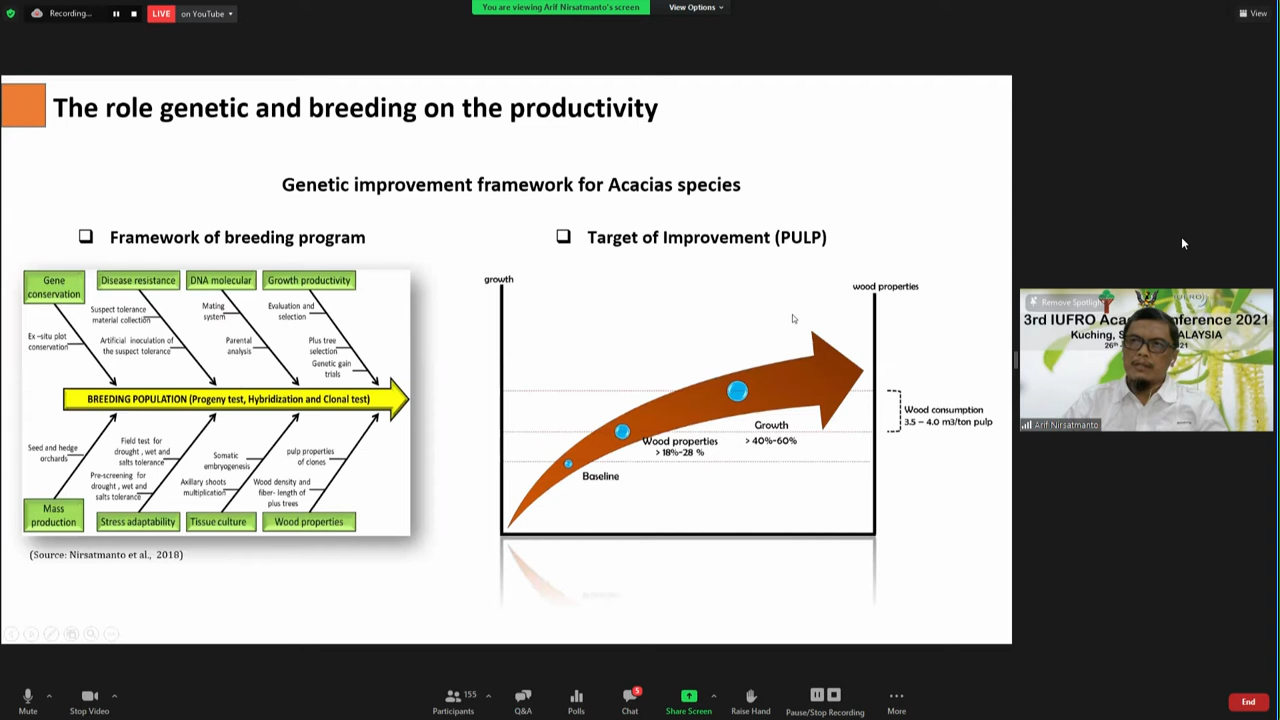 Recording...
LIVE
on YouTube
You are viewing Arif Nirsatmanto's screen
View Options
View
The role genetic and breeding on the productivity
Genetic improvement framework for Acacias species
Framework of breeding program
Gene
conservation
Disease resistance
DNA molecular
Growth productivity
Ex-situ plot
conservation
Suspect tolerance
material collection
Artificial inoculation of
the suspect tolerance
Mating
system
Parental
analysis
Evaluation and
selection
Plus tree
selection
Genetic gain
trials
BREEDING POPULATION (Progeny test, Hybridization and Clonal test)
Seed and hedge
orchards
Field test for
drought , wet and
salts tolerance
Pre-screening for
drought , wet and
salts tolerance
Somatic
embryogenesis
Axillary shoots
multiplication
pulp properties
of clones
Wood density and
fiber- length of
plus trees
Mass
production
Stress adaptability
Tissue culture
Wood properties
(Source: Nirsatmanto et al., 2018)
Target of Improvement (PULP)
growth
wood properties
Baseline
Wood properties
> 18%-28 %
Growth
> 40%-60%
Wood consumption
3.5 – 4.0 m3/ton pulp
Remove Spotlight
3rd IUFRO
2021
Kuching,
Arif Nirsatmanto
Mute
Stop Video
155
Participants
Q&A
Polls
5
Chat
Share Screen
Raise Hand
Pause/Stop Recording
More
End